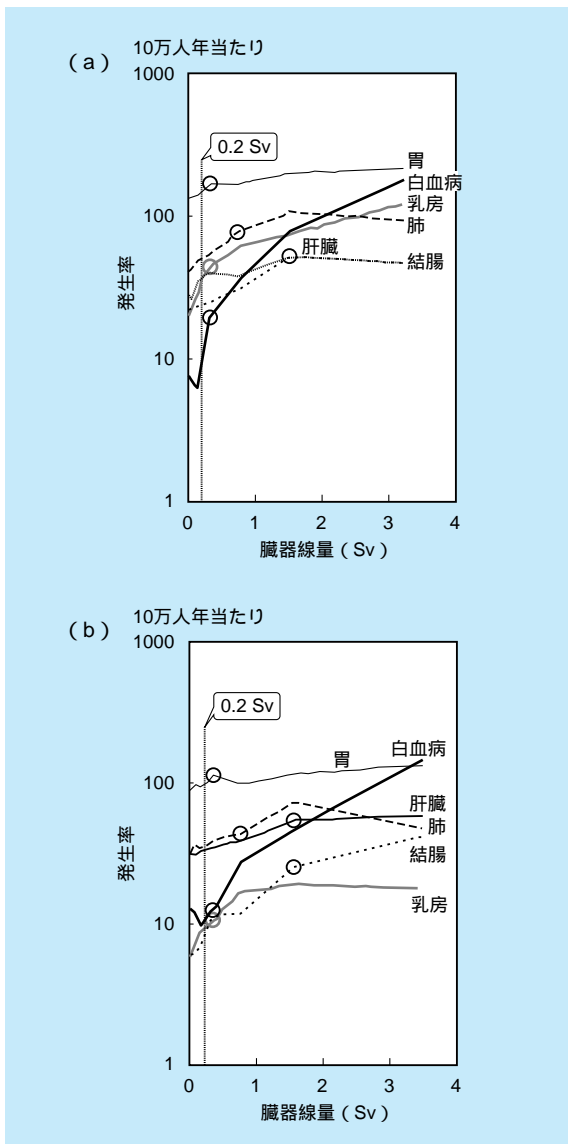 (a)
10万人年当たり
1000
100
10
1
発生率
0.2 Sv
胃
白血病
乳房
肺
肝臓
結腸
0 1 2 3 4
臓器線量（Sv）
(b)
10万人年当たり
1000
100
10
1
発生率
0.2 Sv
白血病
胃
肝臓
肺
結腸
乳房
0 1 2 3 4
臓器線量（Sv）